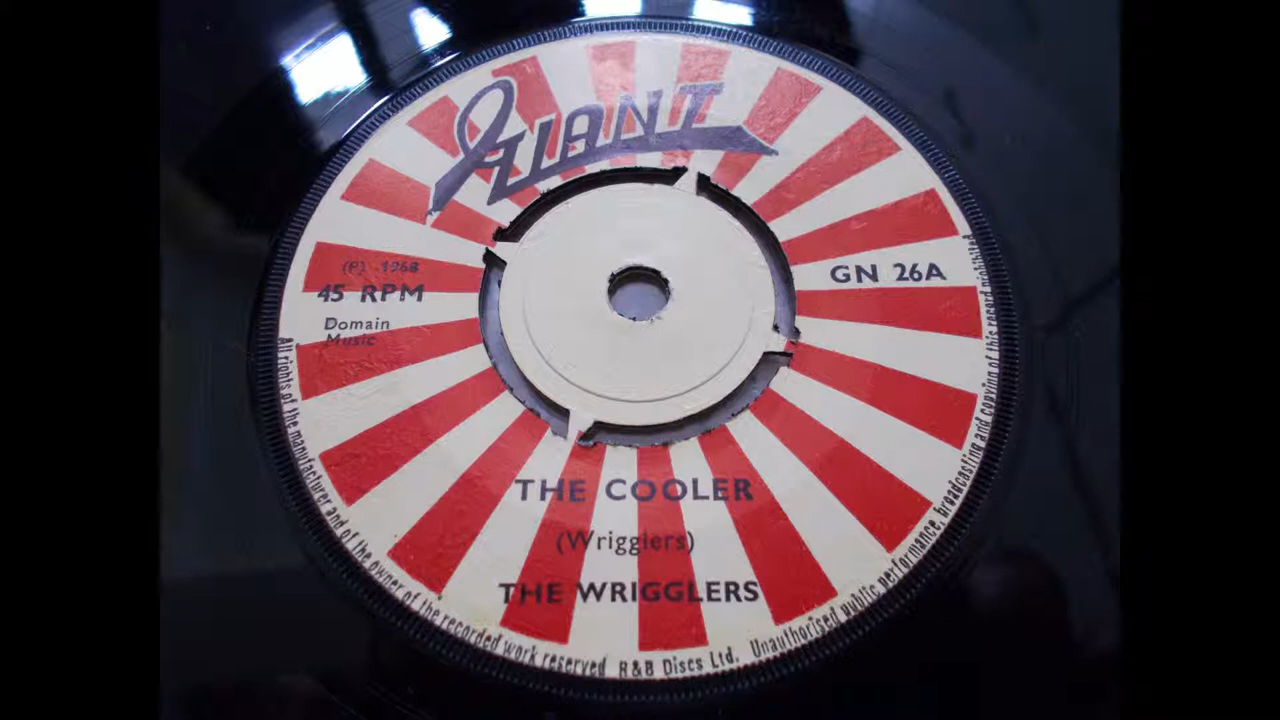 GIANT
(P) 1968
45 RPM
Domain
Music
GN 26A
THE COOLER
(Wrigglers)
THE WRIGGLERS
All rights of the manufacturer and of the owner of the recorded work reserved R&B Discs Ltd. Unauthorised public performance, broadcasting and copying of this record prohibited